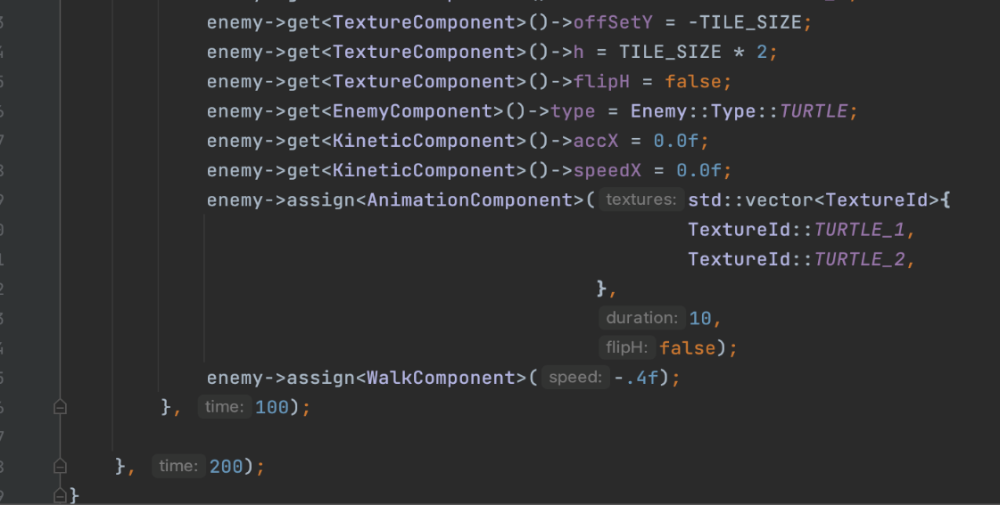 enemy->get<TextureComponent>()->offSetY = -TILE_SIZE;
enemy->get<TextureComponent>()->h = TILE_SIZE * 2;
enemy->get<TextureComponent>()->flipH = false;
enemy->get<EnemyComponent>()->type = Enemy::Type::TURTLE;
enemy->get<KineticComponent>()->accX = 0.0f;
enemy->get<KineticComponent>()->speedX = 0.0f;
enemy->assign<AnimationComponent>( textures: std::vector<TextureId>{
TextureId::TURTLE_1,
TextureId::TURTLE_2,
},
duration: 10,
flipH: false);
enemy->assign<WalkComponent>( speed: -.4f);
}, time: 100);
}, time: 200);
}